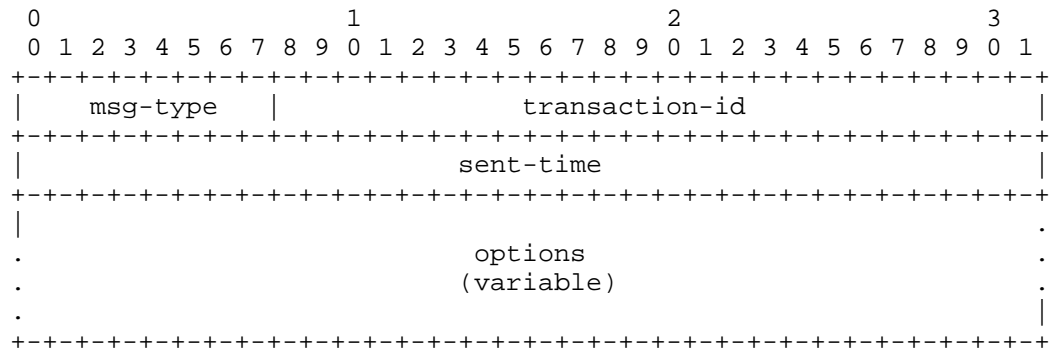 0                   1                   2                   3
 0 1 2 3 4 5 6 7 8 9 0 1 2 3 4 5 6 7 8 9 0 1 2 3 4 5 6 7 8 9 0 1
+-+-+-+-+-+-+-+-+-+-+-+-+-+-+-+-+-+-+-+-+-+-+-+-+-+-+-+-+-+-+-+-+
|    msg-type   |               transaction-id                  |
+-+-+-+-+-+-+-+-+-+-+-+-+-+-+-+-+-+-+-+-+-+-+-+-+-+-+-+-+-+-+-+-+
|                           sent-time                           |
+-+-+-+-+-+-+-+-+-+-+-+-+-+-+-+-+-+-+-+-+-+-+-+-+-+-+-+-+-+-+-+-+
|                                                               .
.                            options                            .
.                           (variable)                          .
.                                                               |
+-+-+-+-+-+-+-+-+-+-+-+-+-+-+-+-+-+-+-+-+-+-+-+-+-+-+-+-+-+-+-+-+